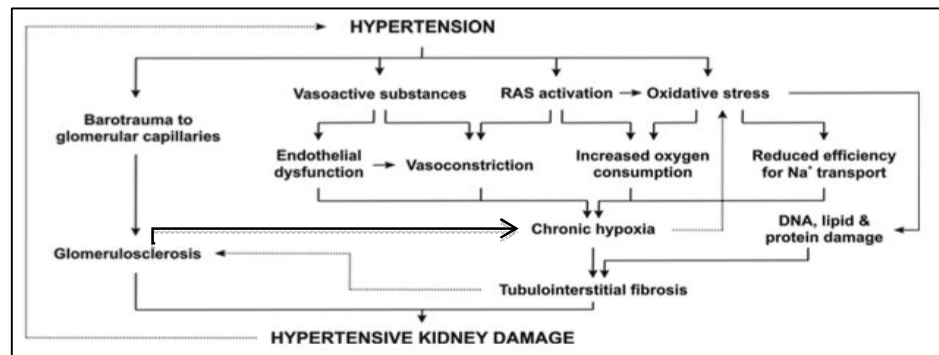 HYPERTENSION
Vasoactive substances
RAS activation
Oxidative stress
Barotrauma to
glomerular capillaries
Endothelial
dysfunction
Vasoconstriction
Increased oxygen
consumption
Reduced efficiency
for Na⁺ transport
Chronic hypoxia
DNA, lipid &
protein damage
Glomerulosclerosis
Tubulointerstitial fibrosis
HYPERTENSIVE KIDNEY DAMAGE